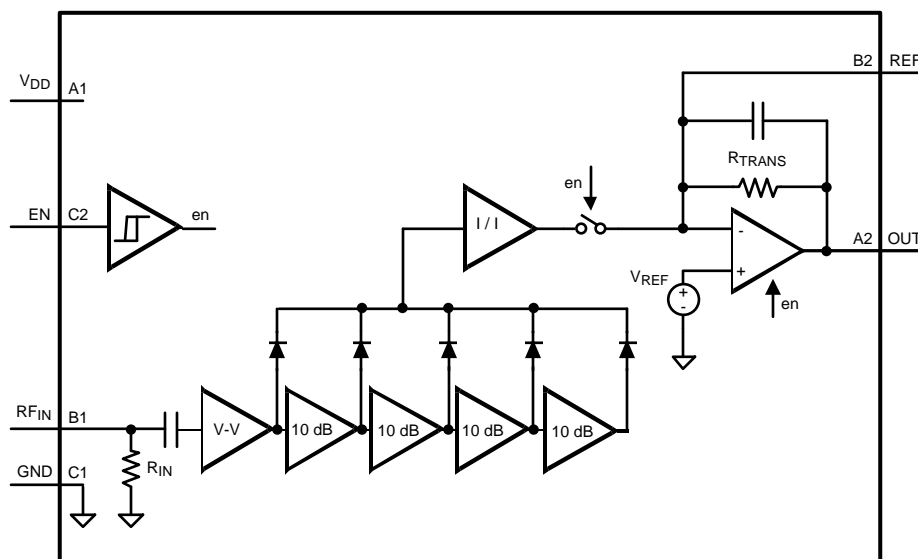 B2 REF
VDD A1
RTRANS
en
EN C2 en
I / I
-
A2 OUT
VREF + +
- en
RFIN B1 V-V 10 dB 10 dB 10 dB 10 dB
RIN
GND C1